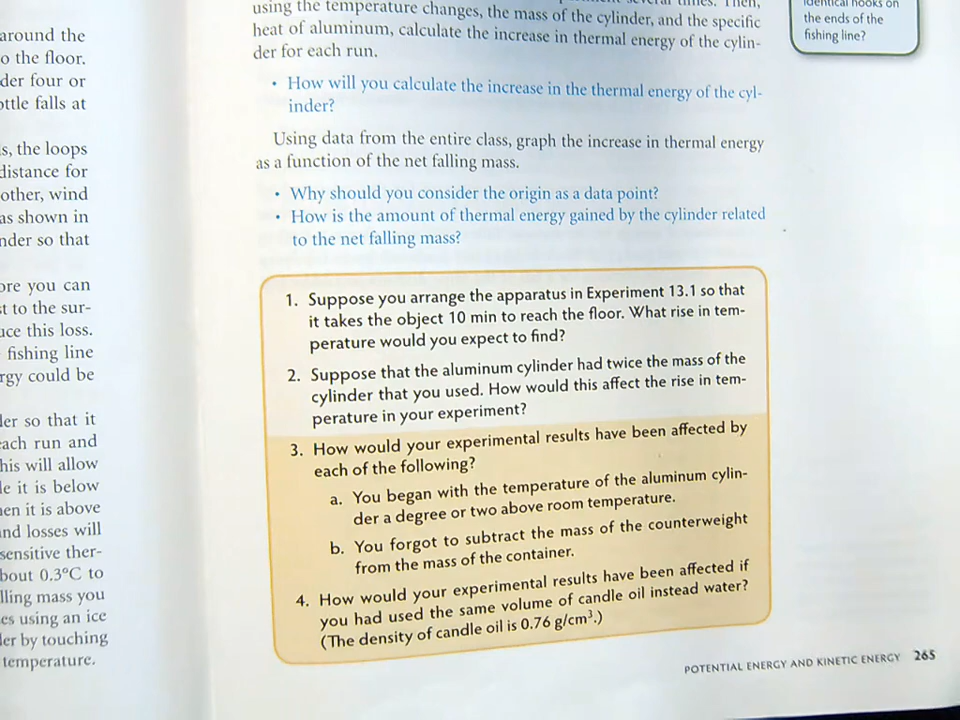 around the
o the floor.
der four or
ottle falls at
s, the loops
distance for
other, wind
as shown in
nder so that
ore you can
st to the sur-
uce this loss.
fishing line
rgy could be
der so that it
each run and
his will allow
le it is below
en it is above
and losses will
sensitive ther-
bout 0.3°C to
lling mass you
es using an ice
der by touching
temperature.
several times. Then,
using the temperature changes, the mass of the cylinder, and the specific
heat of aluminum, calculate the increase in thermal energy of the cylin-
der for each run.
• How will you calculate the increase in the thermal energy of the cyl-
inder?
Using data from the entire class, graph the increase in thermal energy
as a function of the net falling mass.
• Why should you consider the origin as a data point?
• How is the amount of thermal energy gained by the cylinder related
to the net falling mass?
identical hooks on
the ends of the
fishing line?
1. Suppose you arrange the apparatus in Experiment 13.1 so that
it takes the object 10 min to reach the floor. What rise in tem-
perature would you expect to find?
2. Suppose that the aluminum cylinder had twice the mass of the
cylinder that you used. How would this affect the rise in tem-
perature in your experiment?
3. How would your experimental results have been affected by
each of the following?
a. You began with the temperature of the aluminum cylin-
der a degree or two above room temperature.
b. You forgot to subtract the mass of the counterweight
from the mass of the container.
4. How would your experimental results have been affected if
you had used the same volume of candle oil instead water?
(The density of candle oil is 0.76 g/cm³.)
POTENTIAL ENERGY AND KINETIC ENERGY 265